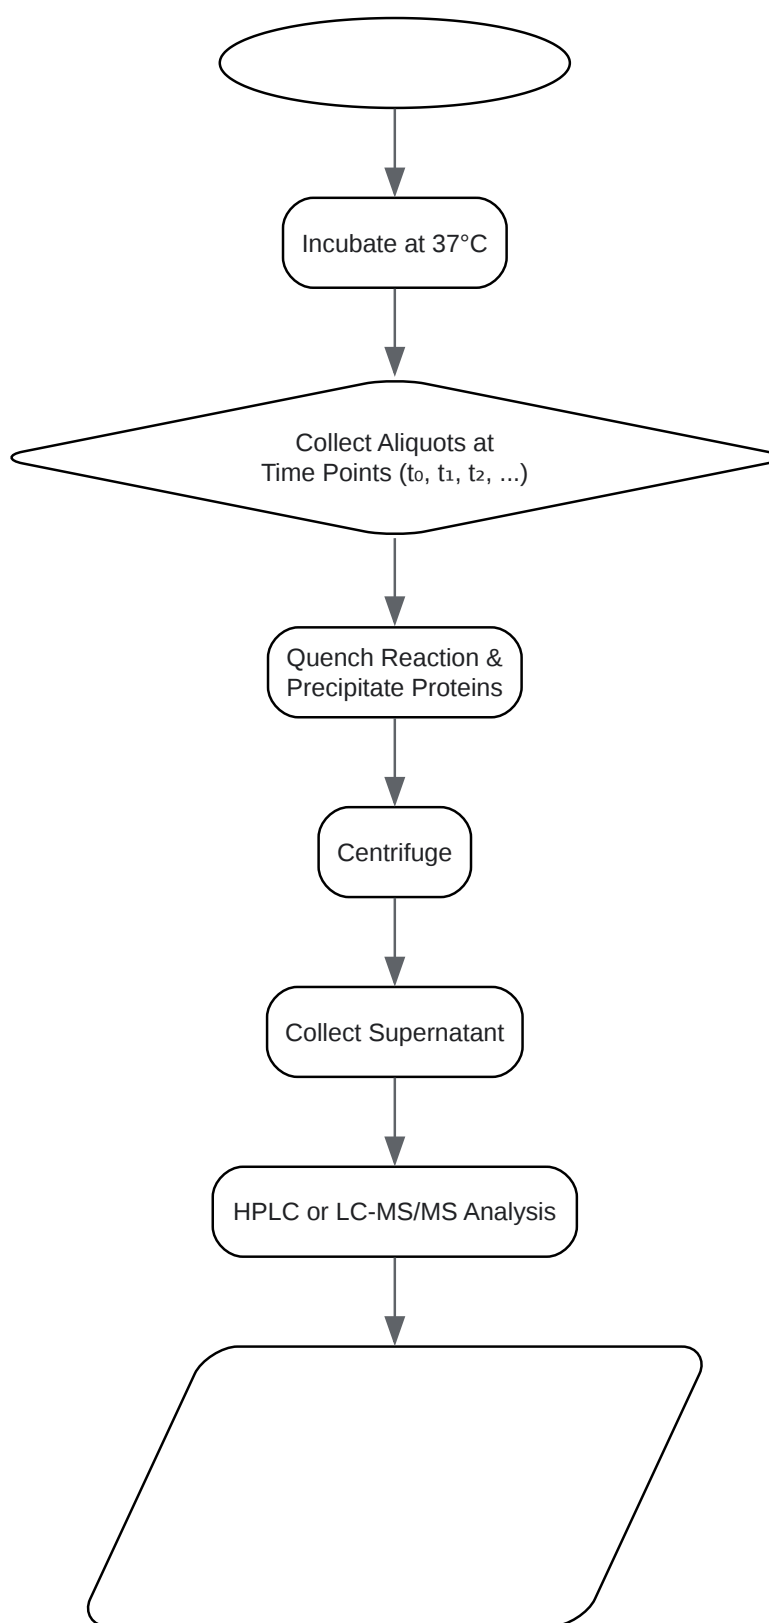 Incubate at 37°C
Collect Aliquots at
Time Points (t₀, t₁, t₂, ...)
Quench Reaction &
Precipitate Proteins
Centrifuge
Collect Supernatant
HPLC or LC-MS/MS Analysis